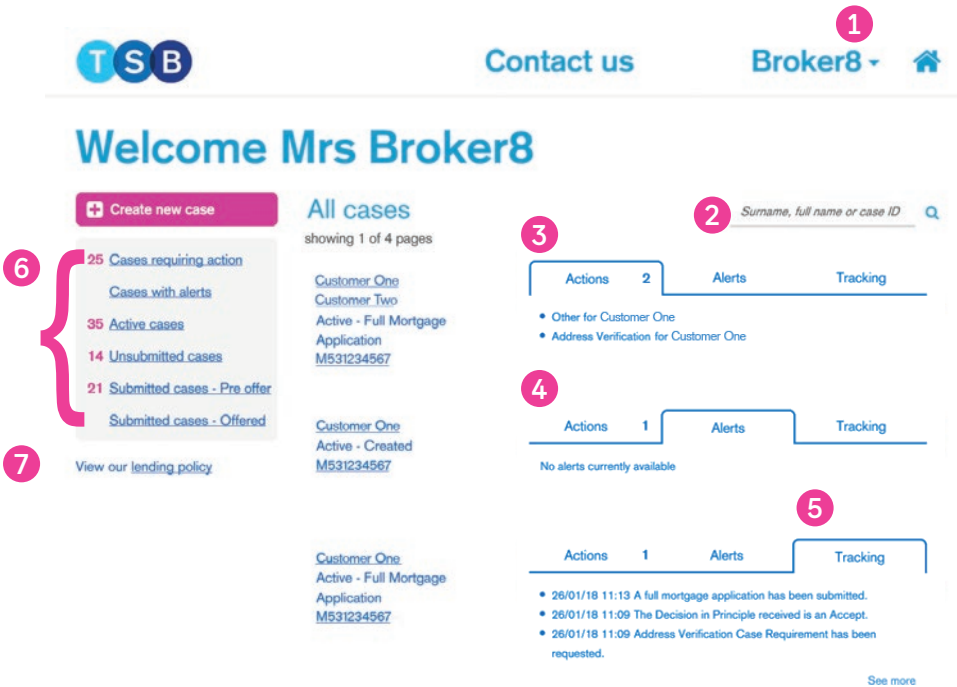 1
TSB
Contact us
Broker8
Welcome Mrs Broker8
Create new case
6
25 Cases requiring action
Cases with alerts
35 Active cases
14 Unsubmitted cases
21 Submitted cases - Pre offer
Submitted cases - Offered
7
View our lending policy
All cases
showing 1 of 4 pages
2
Surname, full name or case ID
Customer One
Customer Two
Active - Full Mortgage
Application
M531234567
3
Actions 2 Alerts Tracking
• Other for Customer One
• Address Verification for Customer One
Customer One
Active - Created
M531234567
4
Actions 1 Alerts Tracking
No alerts currently available
Customer One
Active - Full Mortgage
Application
M531234567
5
Actions 1 Alerts Tracking
• 26/01/18 11:13 A full mortgage application has been submitted.
• 26/01/18 11:09 The Decision in Principle received is an Accept.
• 26/01/18 11:09 Address Verification Case Requirement has been
requested.
See more